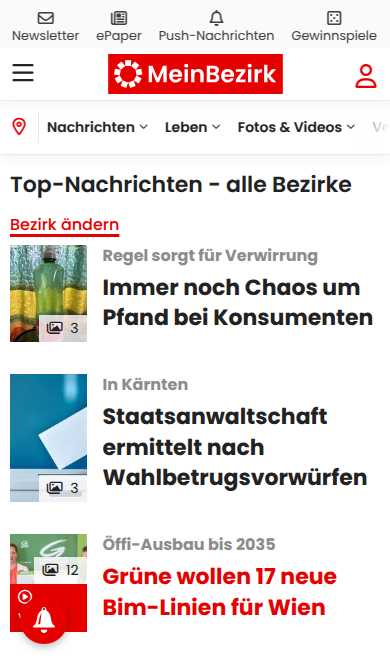 Newsletter ePaper Push-Nachrichten Gewinnspiele
MeinBezirk
Nachrichten Leben Fotos & Videos
Top-Nachrichten - alle Bezirke
Bezirk ändern
Regel sorgt für Verwirrung
Immer noch Chaos um
Pfand bei Konsumenten
3
In Kärnten
Staatsanwaltschaft
ermittelt nach
Wahlbetrugsvorwürfen
3
Öffi-Ausbau bis 2035
Grüne wollen 17 neue
Bim-Linien für Wien
12